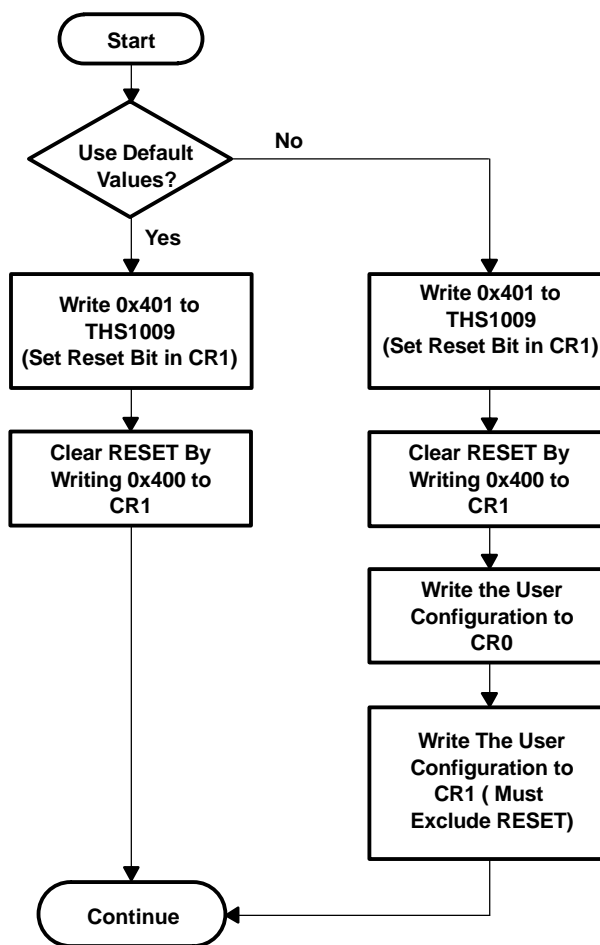 Start
Use Default
Values?
No
Yes
Write 0x401 to
THS1009
(Set Reset Bit in CR1)
Clear RESET By
Writing 0x400 to
CR1
Write 0x401 to
THS1009
(Set Reset Bit in CR1)
Clear RESET By
Writing 0x400 to
CR1
Write the User
Configuration to
CR0
Write The User
Configuration to
CR1 ( Must
Exclude RESET)
Continue